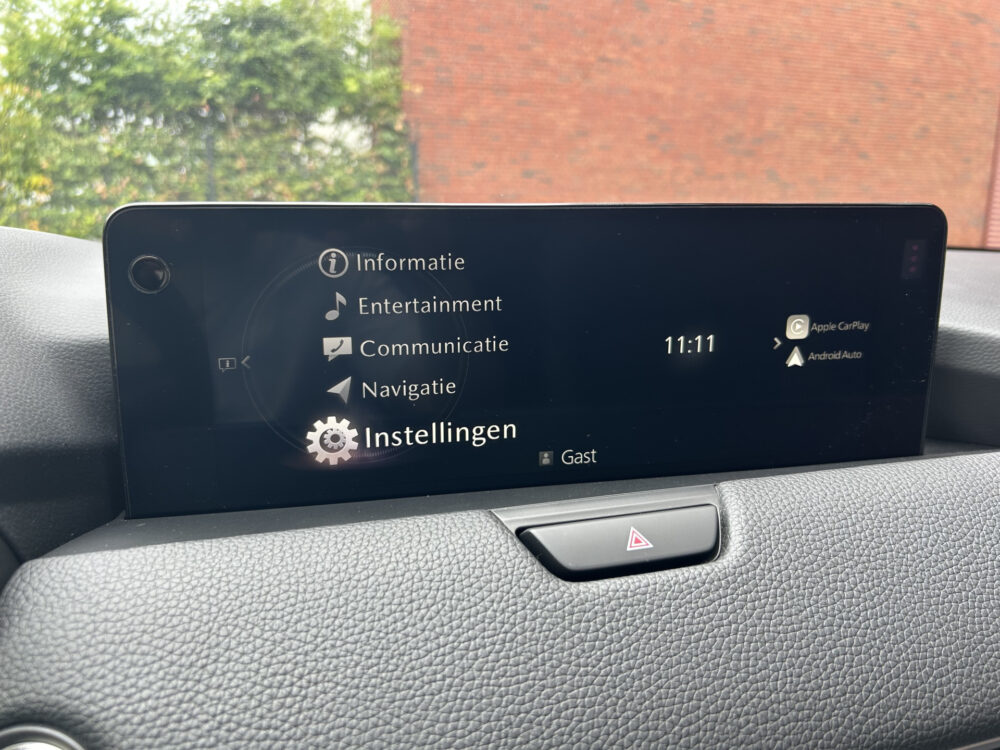 Informatie
Entertainment
Communicatie
Navigatie
Instellingen
11:11
Apple CarPlay
Android Auto
Gast